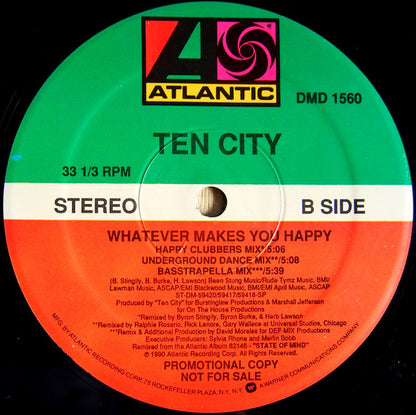 ATLANTIC
DMD 1560
TEN CITY
33 1/3 RPM
STEREO
B SIDE
WHATEVER MAKES YOU HAPPY
HAPPY CLUBBERS MIX*/5:06
UNDERGROUND DANCE MIX**/5:08
BASSTRAPELLA MIX***/5:39
(B. Stingily, B. Burke, H. Lawson) Been Stung Music/Rude Tymz Music, BMI/
Lawman Music, ASCAP/EMI Blackwood Music, BMI/EMI April Music, ASCAP
ST-DM-59420/59417/59418-SP
Produced by "Ten City" for Burstinglaw Productions & Marshall Jefferson
for On The House Productions
*Remixed by Byron Stingily, Byron Burke, & Herb Lawson
**Remixed by Ralphie Rosario, Rick Lenore, Gary Wallace at Universal Studios, Chicago
***Remix & Additional Production by David Morales for DEF MIX Productions
Executive Producers: Sylvia Rhone and Merlin Bobb
Remixed from the Atlantic Album 82146 - "STATE OF MIND"
℗ 1990 Atlantic Recording Corp. All Rights Reserved.
PROMOTIONAL COPY
NOT FOR SALE
MFG. BY ATLANTIC RECORDING CORP. 75 ROCKEFELLER PLAZA, N.Y., N.Y. A WARNER COMMUNICATIONS COMPANY